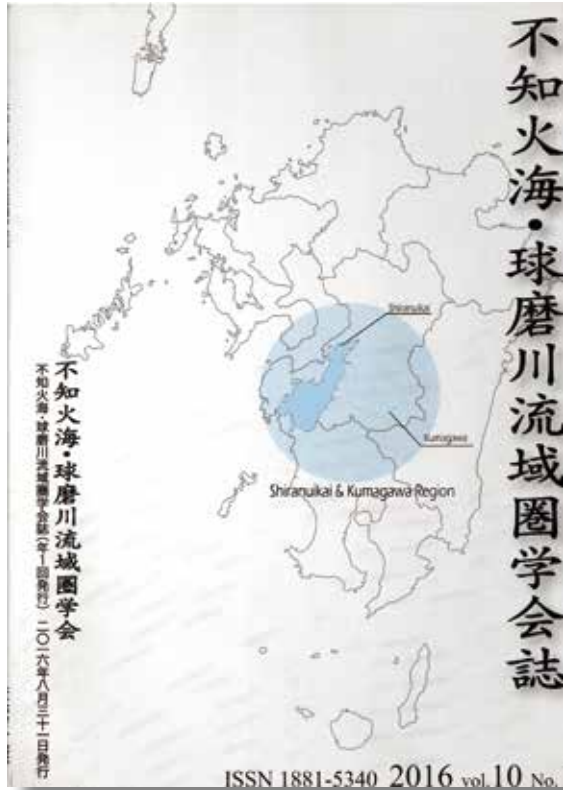 不知火海・球磨川流域圏学会誌
Shiranuikai
Kumagawa
Shiranuikai & Kumagawa Region
不知火海・球磨川流域圏学会
不知火海・球磨川流域圏学会誌(年1回発行) 二〇一六年八月三十一日発行
ISSN 1881-5340 2016 vol.10 No.